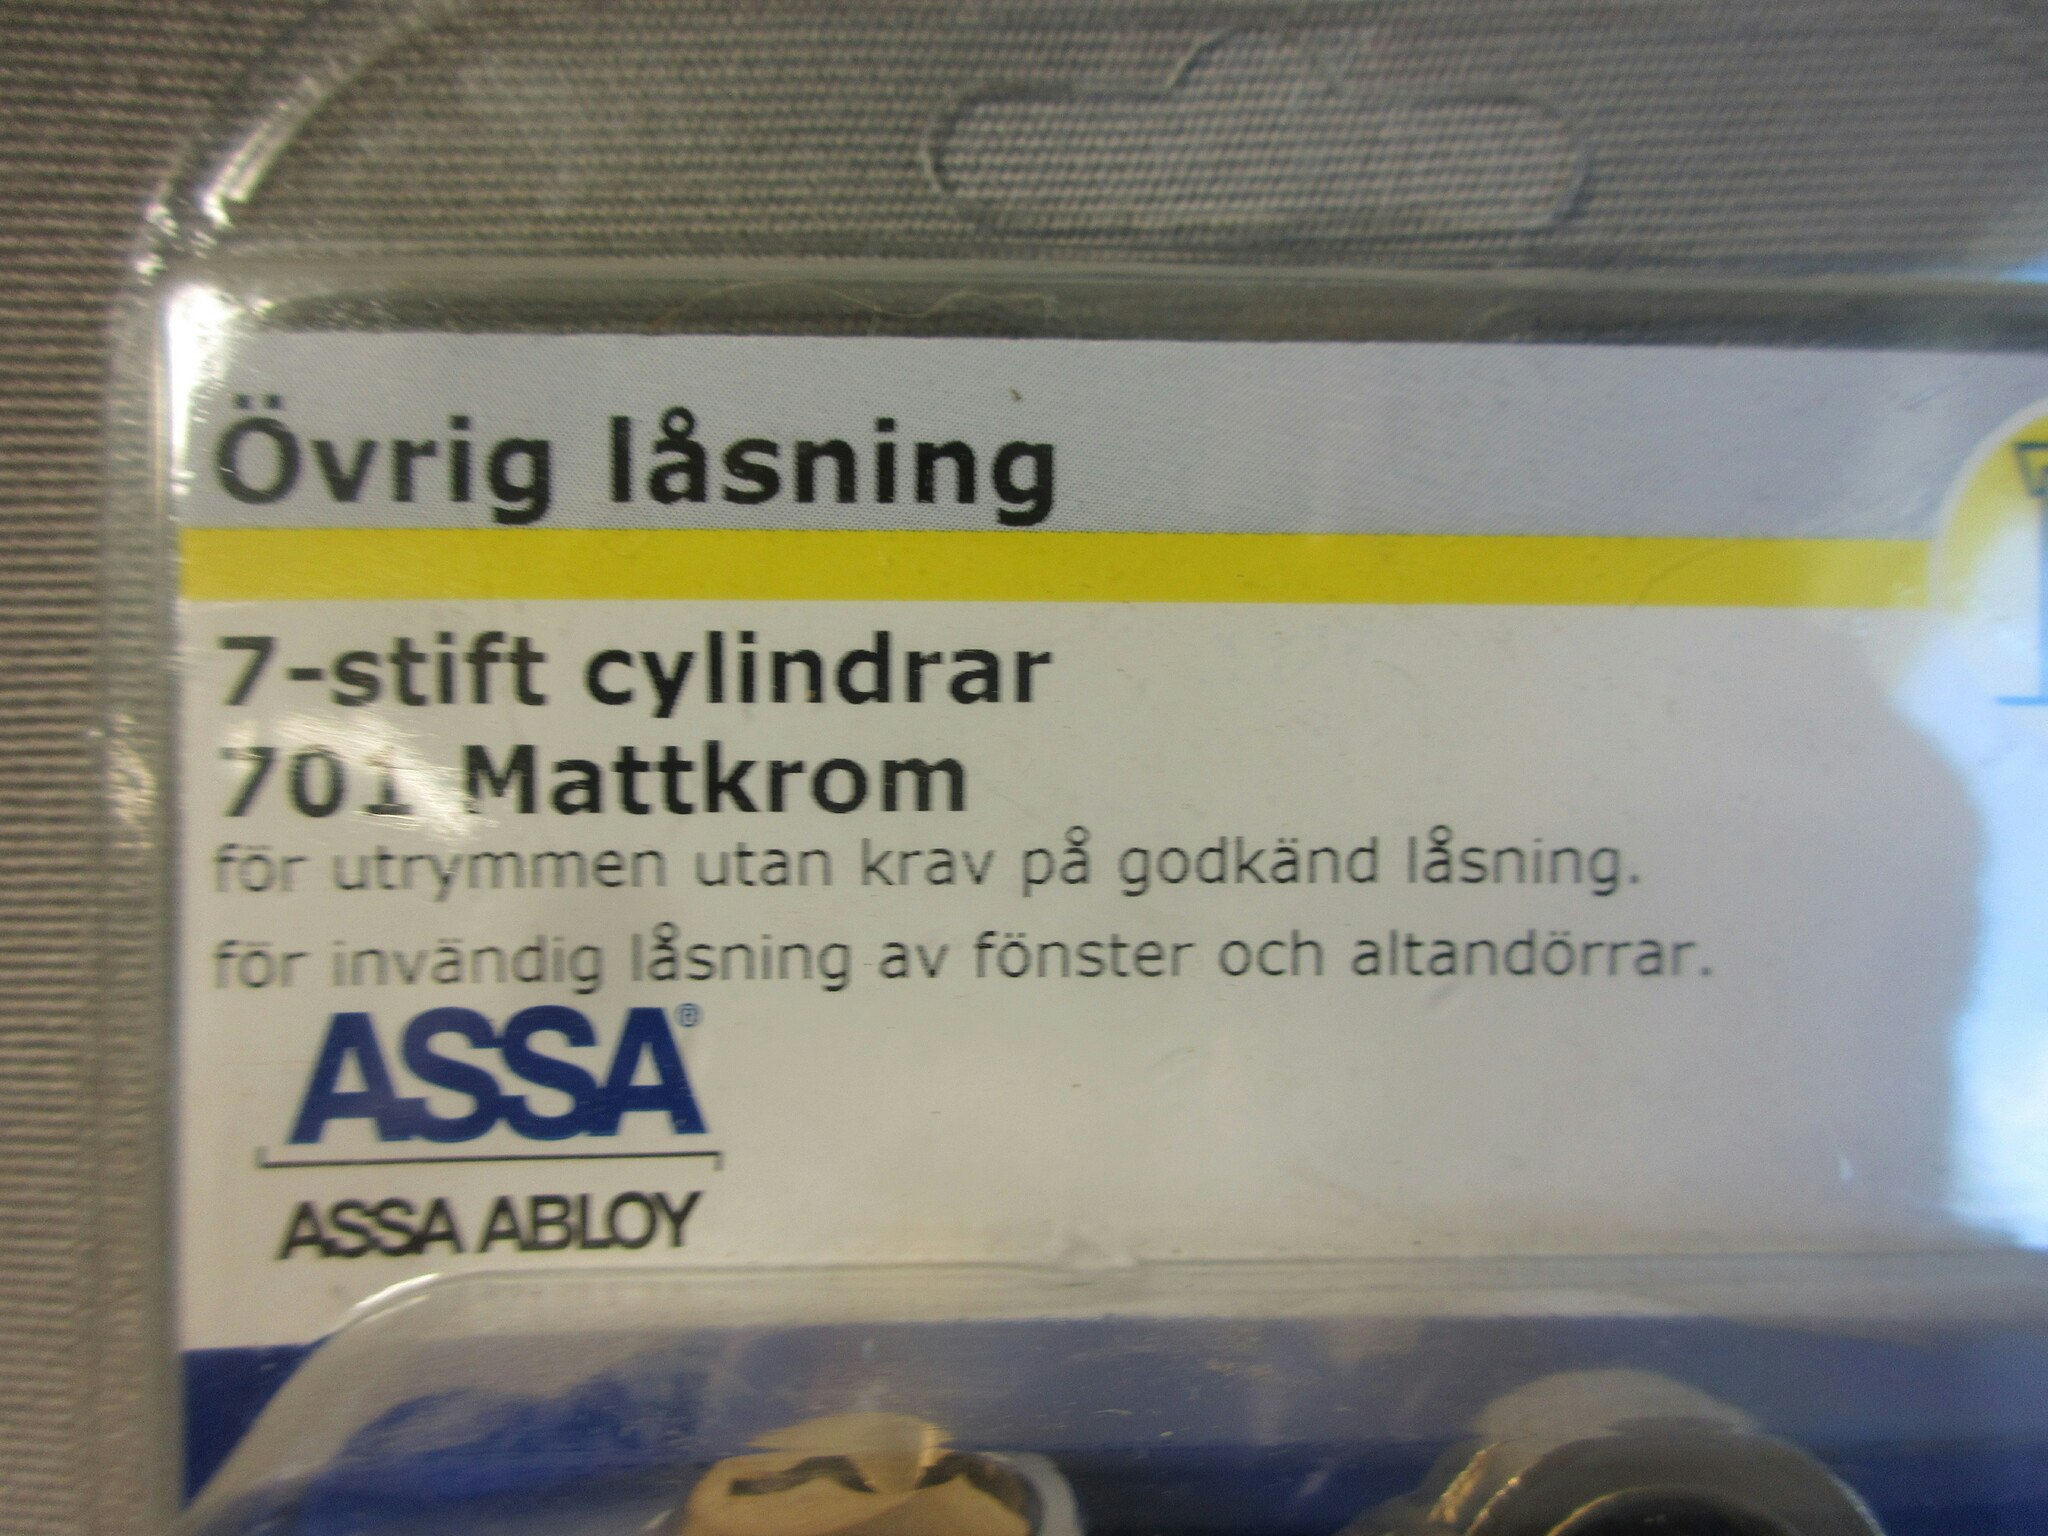 Övrig låsning
7-stift cylindrar
701 Mattkrom
för utrymmen utan krav på godkänd låsning.
för invändig låsning av fönster och altandörrar.
ASSA®
ASSA ABLOY